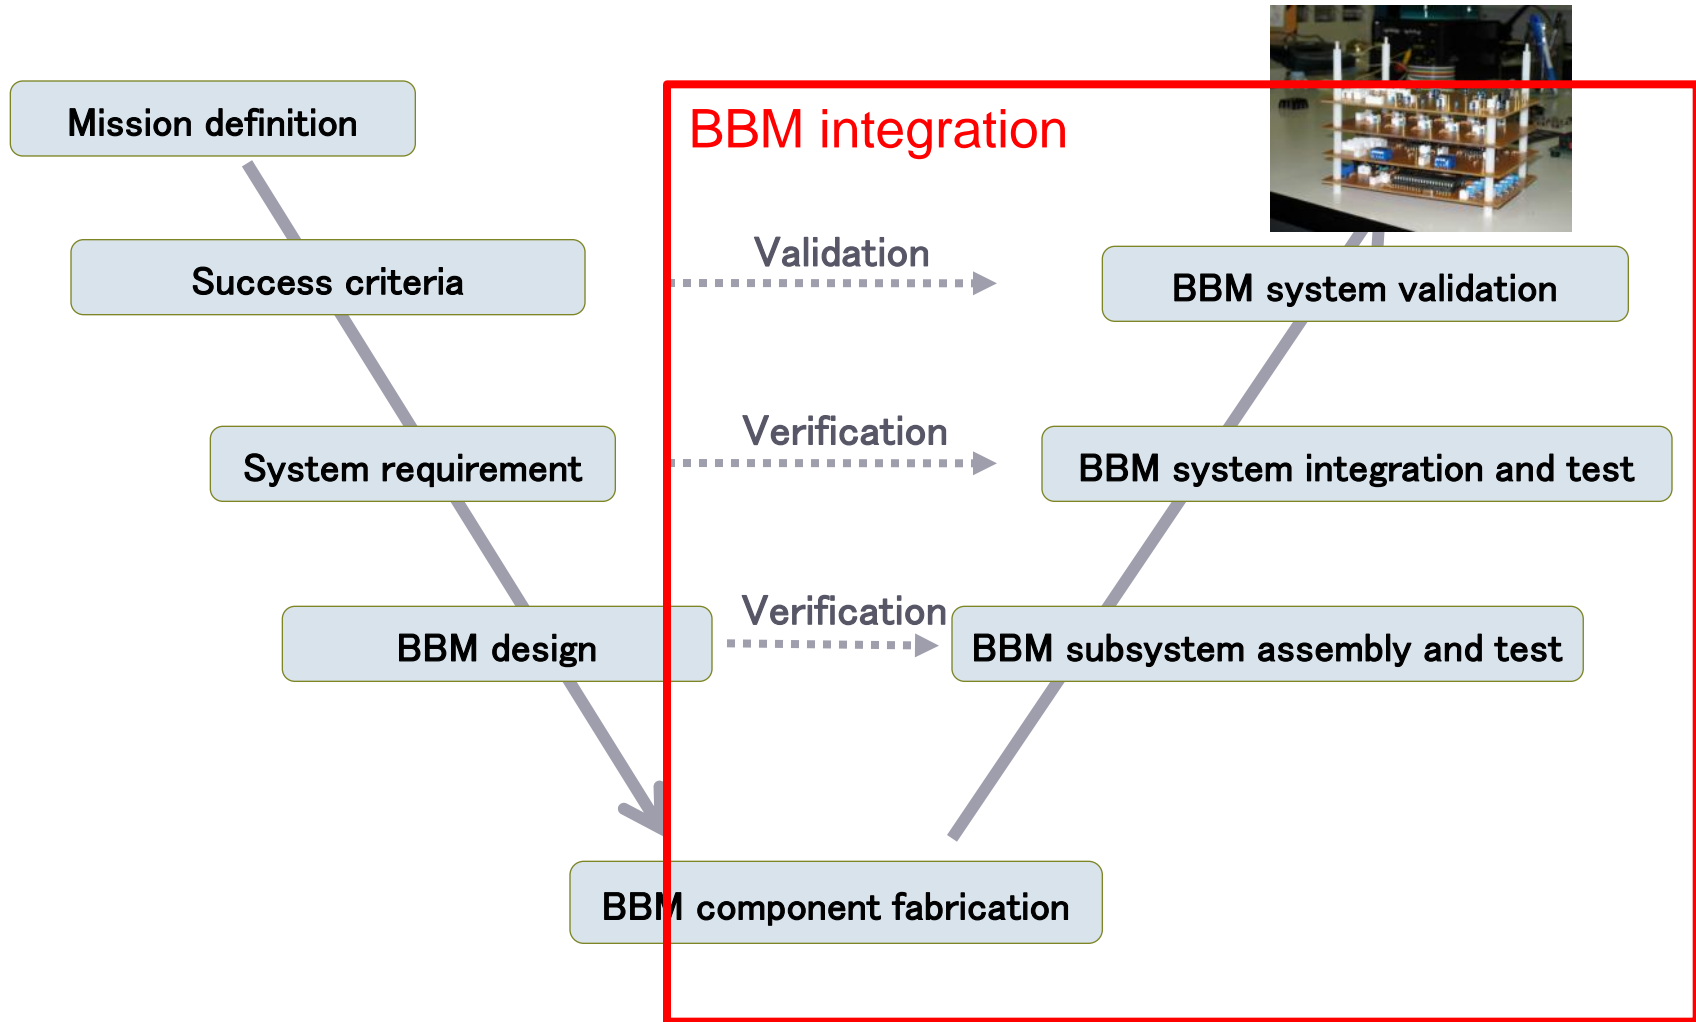 Mission definition
BBM integration
Success criteria
Validation
BBM system validation
System requirement
Verification
BBM system integration and test
BBM design
Verification
BBM subsystem assembly and test
BBM component fabrication